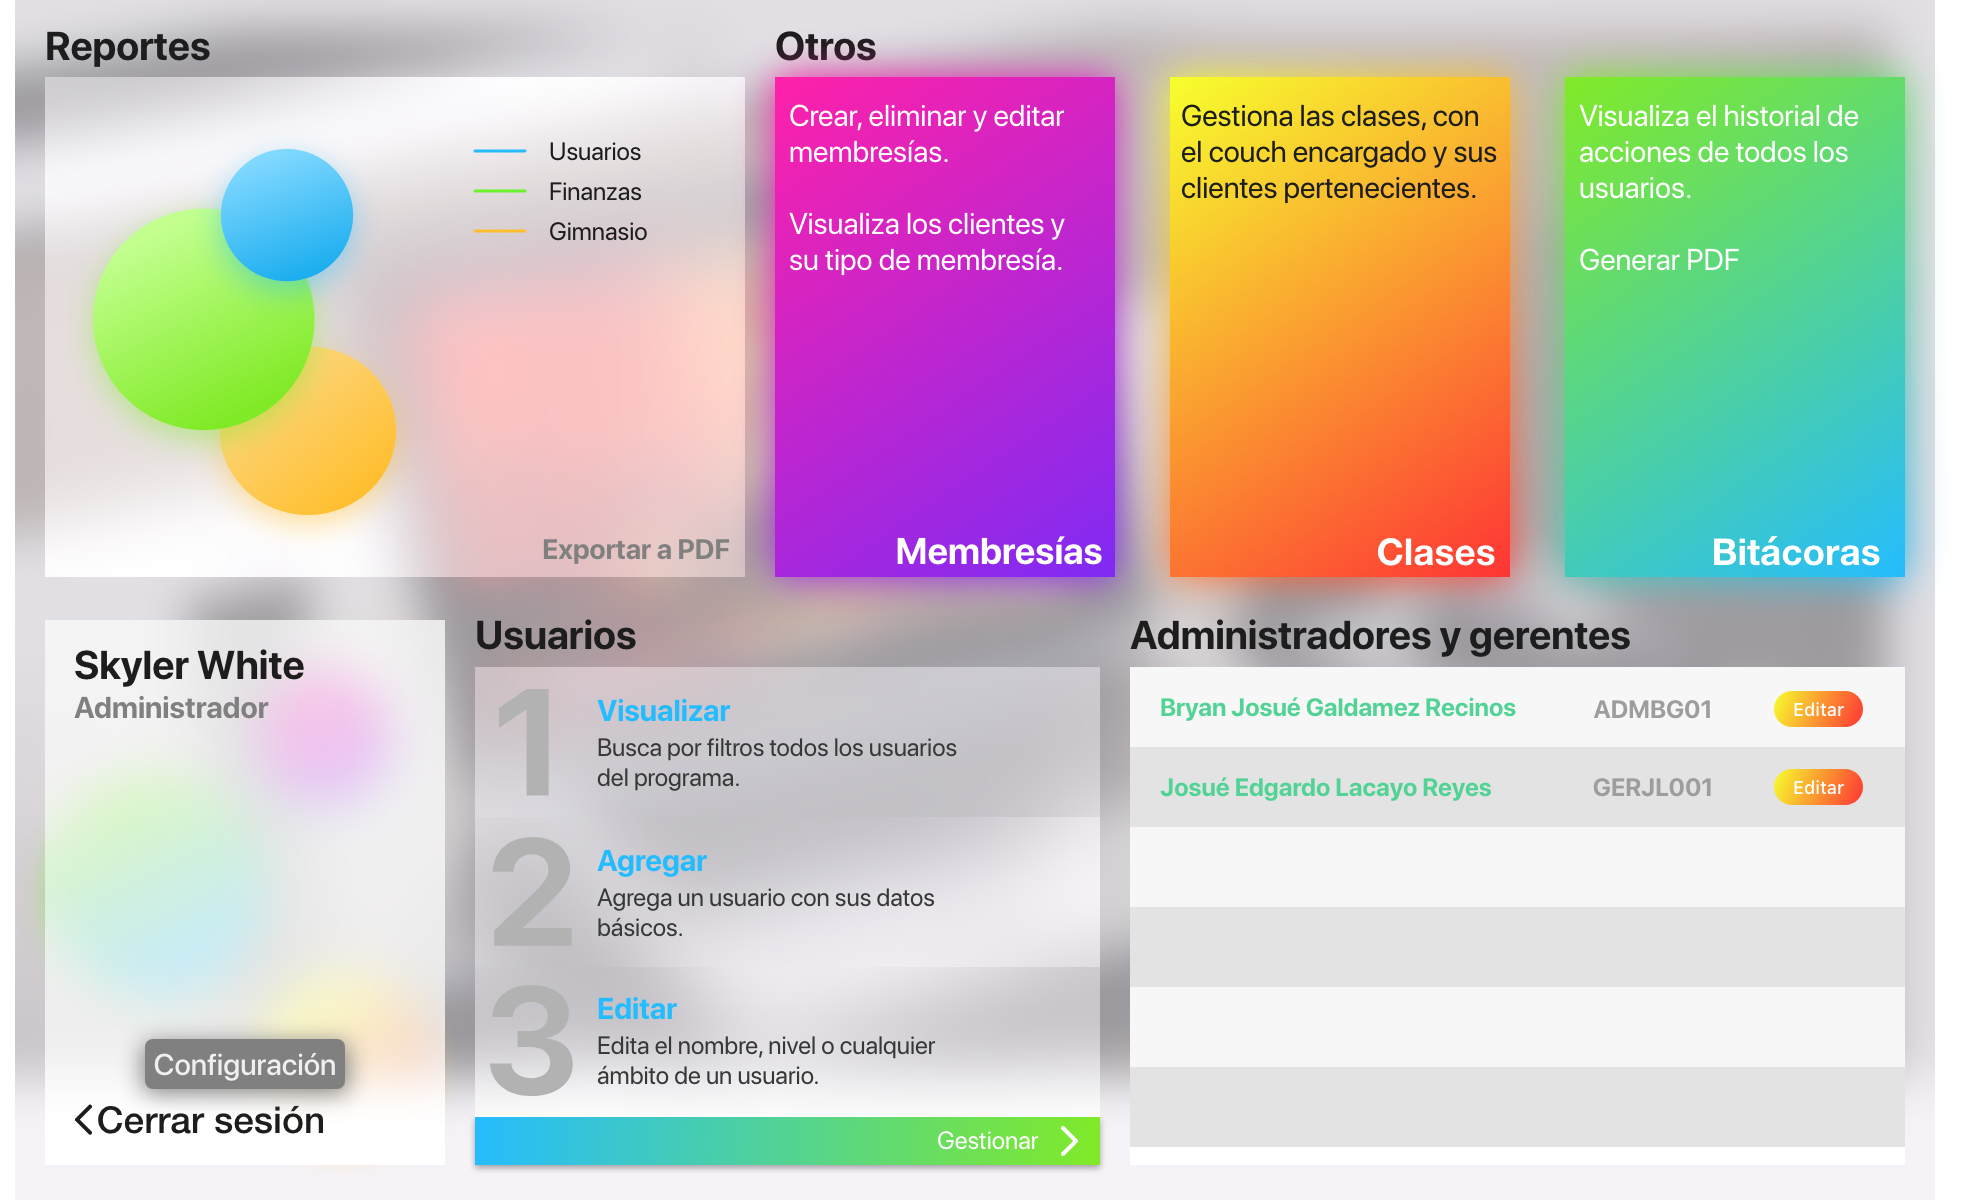 Reportes
Usuarios
Finanzas
Gimnasio
Exportar a PDF
Otros
Crear, eliminar y editar
membresías.
Visualiza los clientes y
su tipo de membresía.
Membresías
Gestiona las clases, con
el couch encargado y sus
clientes pertenecientes.
Clases
Visualiza el historial de
acciones de todos los
usuarios.
Generar PDF
Bitácoras
Skyler White
Administrador
Configuración
Cerrar sesión
Usuarios
1
Visualizar
Busca por filtros todos los usuarios
del programa.
2
Agregar
Agrega un usuario con sus datos
básicos.
3
Editar
Edita el nombre, nivel o cualquier
ámbito de un usuario.
Gestionar
Administradores y gerentes
Bryan Josué Galdamez Recinos ADMBG01 Editar
Josué Edgardo Lacayo Reyes GERJL001 Editar